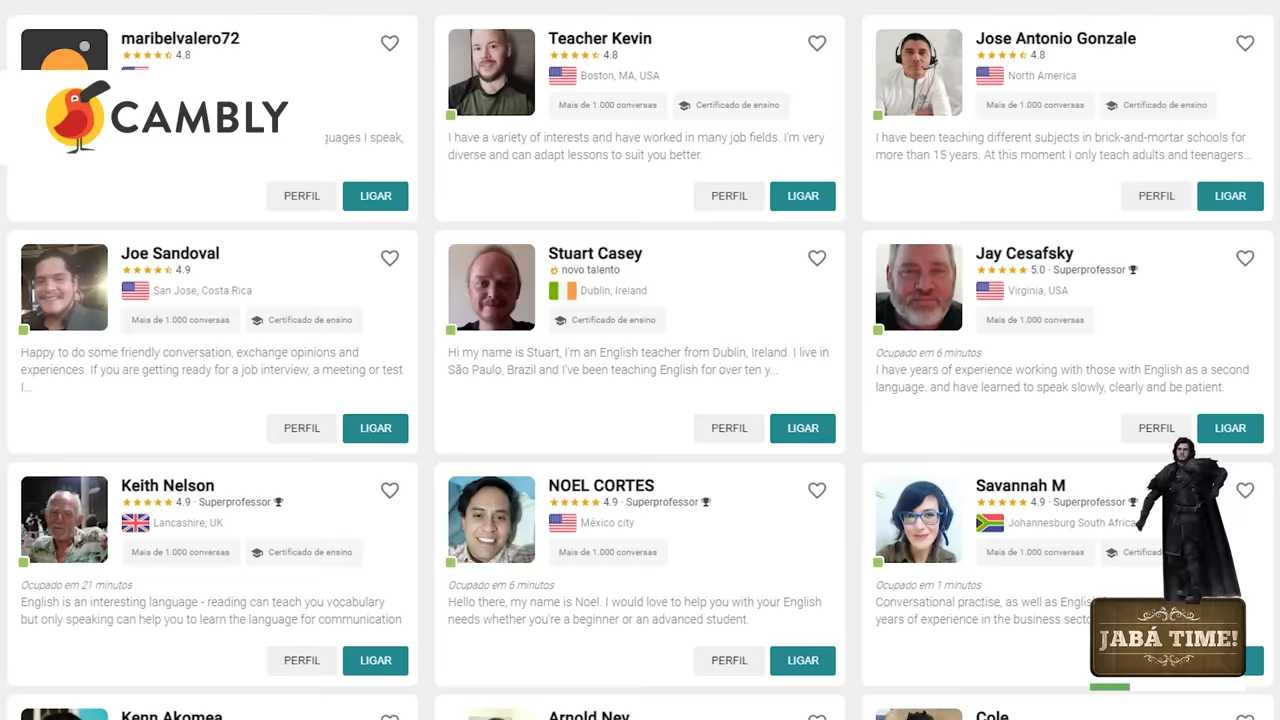 maribelvalero72
4.8
CAMBLY
guages I speak,
PERFIL
LIGAR
Teacher Kevin
4.8
Boston, MA, USA
Mais de 1.000 conversas
Certificado de ensino
I have a variety of interests and have worked in many job fields. I'm very
diverse and can adapt lessons to suit you better.
PERFIL
LIGAR
Jose Antonio Gonzale
4.8
North America
Mais de 1.000 conversas
Certificado de ensino
I have been teaching different subjects in brick-and-mortar schools for
more than 15 years. At this moment I only teach adults and teenagers...
PERFIL
LIGAR
Joe Sandoval
4.9
San Jose, Costa Rica
Mais de 1.000 conversas
Certificado de ensino
Happy to do some friendly conversation, exchange opinions and
experiences. If you are getting ready for a job interview, a meeting or test
I...
PERFIL
LIGAR
Stuart Casey
novo talento
Dublin, Ireland
Certificado de ensino
Hi my name is Stuart, I'm an English teacher from Dublin, Ireland. I live in
São Paulo, Brazil and I've been teaching English for over ten y...
PERFIL
LIGAR
Jay Cesafsky
5.0 · Superprofessor
Virginia, USA
Mais de 1.000 conversas
Ocupado em 6 minutos
I have years of experience working with those with English as a second
language. and have learned to speak slowly, clearly and be patient.
PERFIL
LIGAR
Keith Nelson
4.9 · Superprofessor
Lancashire, UK
Mais de 1.000 conversas
Certificado de ensino
Ocupado em 21 minutos
English is an interesting language - reading can teach you vocabulary
but only speaking can help you to learn the language for communication
PERFIL
LIGAR
NOEL CORTES
4.9 · Superprofessor
México city
Mais de 1.000 conversas
Ocupado em 6 minutos
Hello there, my name is Noel. I would love to help you with your English
needs whether you're a beginner or an advanced student.
PERFIL
LIGAR
Savannah M
4.9 · Superprofessor
Johannesburg South Africa
Mais de 1.000 conversas
Certificad
Ocupado em 1 minutos
Conversational practise, as well as English
years of experience in the business secto
JABÁ TIME!
Kenn Akomea
Arnold Ney
Cole